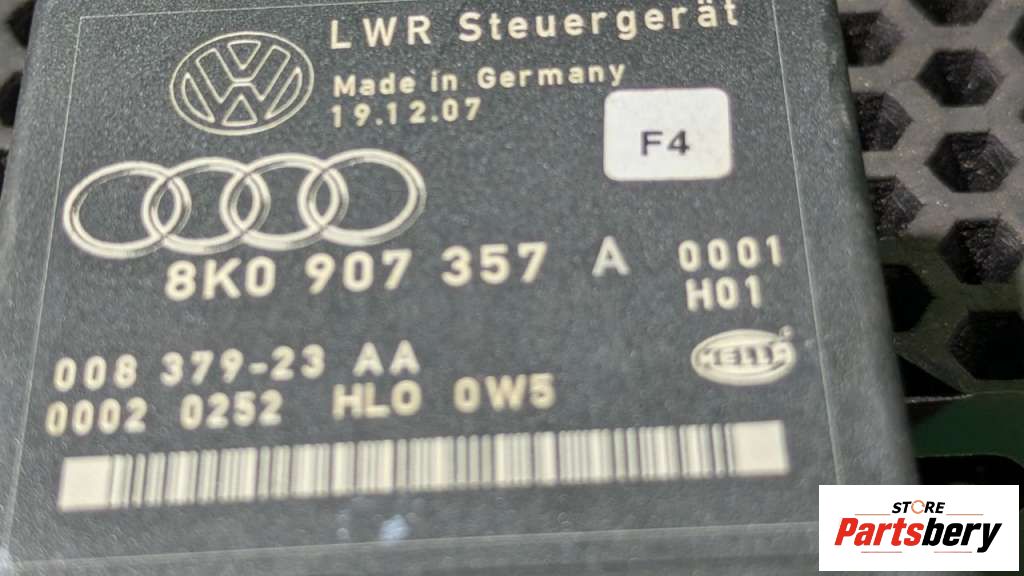 LWR Steuergerät
Made in Germany
19.12.07
F4
8K0 907 357 A 0001
H01
HELLA
008 379-23 AA
0002 0252 HLO 0W5
STORE
Partsbery